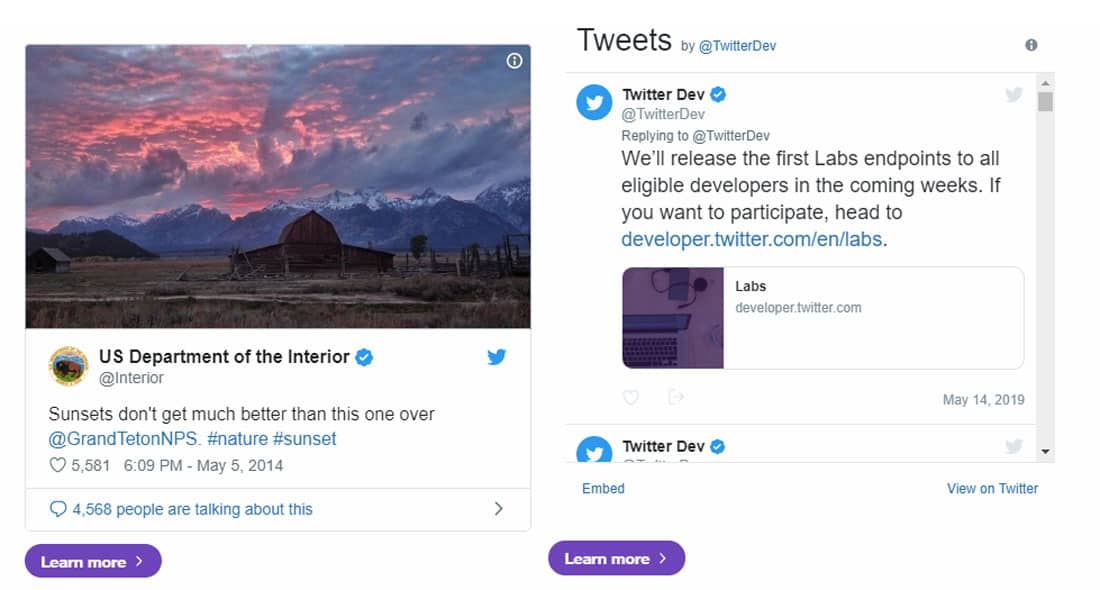 US Department of the Interior
@Interior
Sunsets don't get much better than this one over
@GrandTetonNPS. #nature #sunset
5,581 6:09 PM - May 5, 2014
4,568 people are talking about this
Learn more
Tweets by @TwitterDev
Twitter Dev
@TwitterDev
Replying to @TwitterDev
We’ll release the first Labs endpoints to all
eligible developers in the coming weeks. If
you want to participate, head to
developer.twitter.com/en/labs.
Labs
developer.twitter.com
May 14, 2019
Twitter Dev
Embed View on Twitter
Learn more